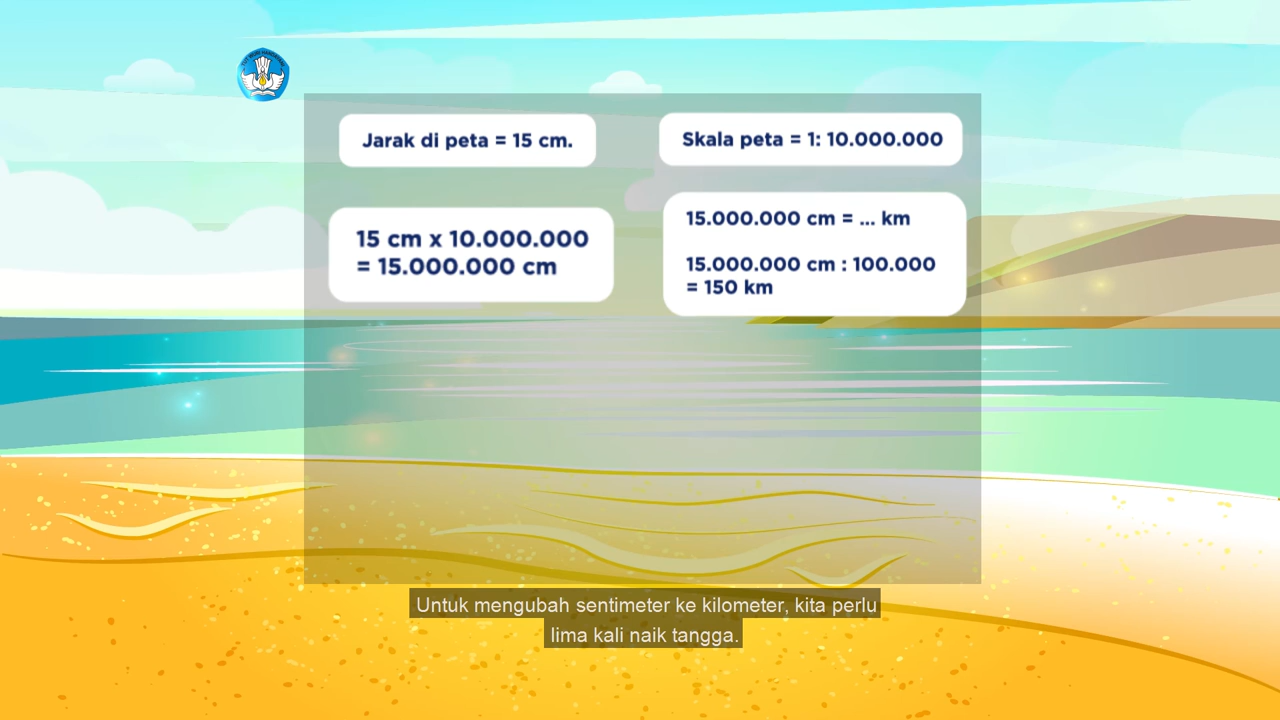 Jarak di peta = 15 cm.
Skala peta = 1: 10.000.000
15 cm x 10.000.000
= 15.000.000 cm
15.000.000 cm = ... km
15.000.000 cm : 100.000
= 150 km
Untuk mengubah sentimeter ke kilometer, kita perlu
lima kali naik tangga.